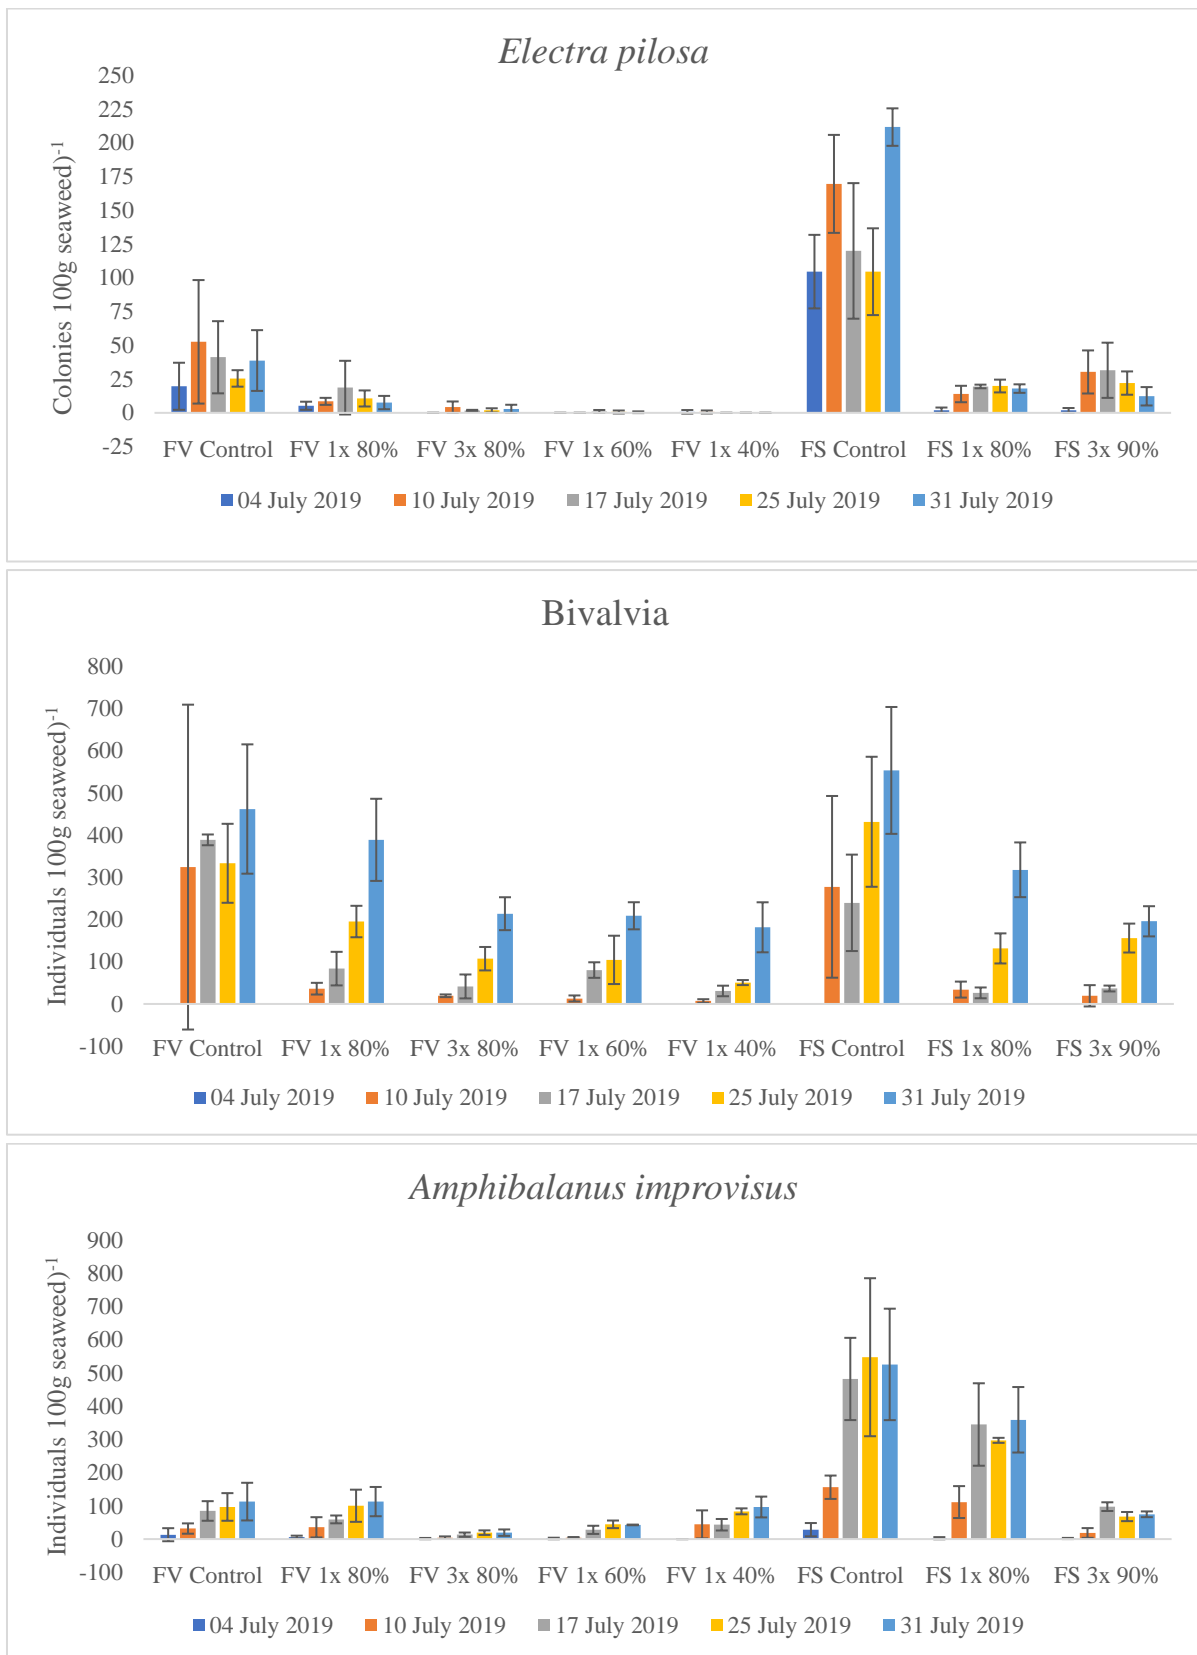 Electra pilosa
250
225
200
175
150
125
100
75
50
25
0
-25
Colonies 100g seaweed)-1
FV Control FV 1x 80% FV 3x 80% FV 1x 60% FV 1x 40% FS Control FS 1x 80% FS 3x 90%
04 July 2019 10 July 2019 17 July 2019 25 July 2019 31 July 2019
Bivalvia
800
700
600
500
400
300
200
100
0
-100
Individuals 100g seaweed)-1
FV Control FV 1x 80% FV 3x 80% FV 1x 60% FV 1x 40% FS Control FS 1x 80% FS 3x 90%
04 July 2019 10 July 2019 17 July 2019 25 July 2019 31 July 2019
Amphibalanus improvisus
900
800
700
600
500
400
300
200
100
0
-100
Individuals 100g seaweed)-1
FV Control FV 1x 80% FV 3x 80% FV 1x 60% FV 1x 40% FS Control FS 1x 80% FS 3x 90%
04 July 2019 10 July 2019 17 July 2019 25 July 2019 31 July 2019